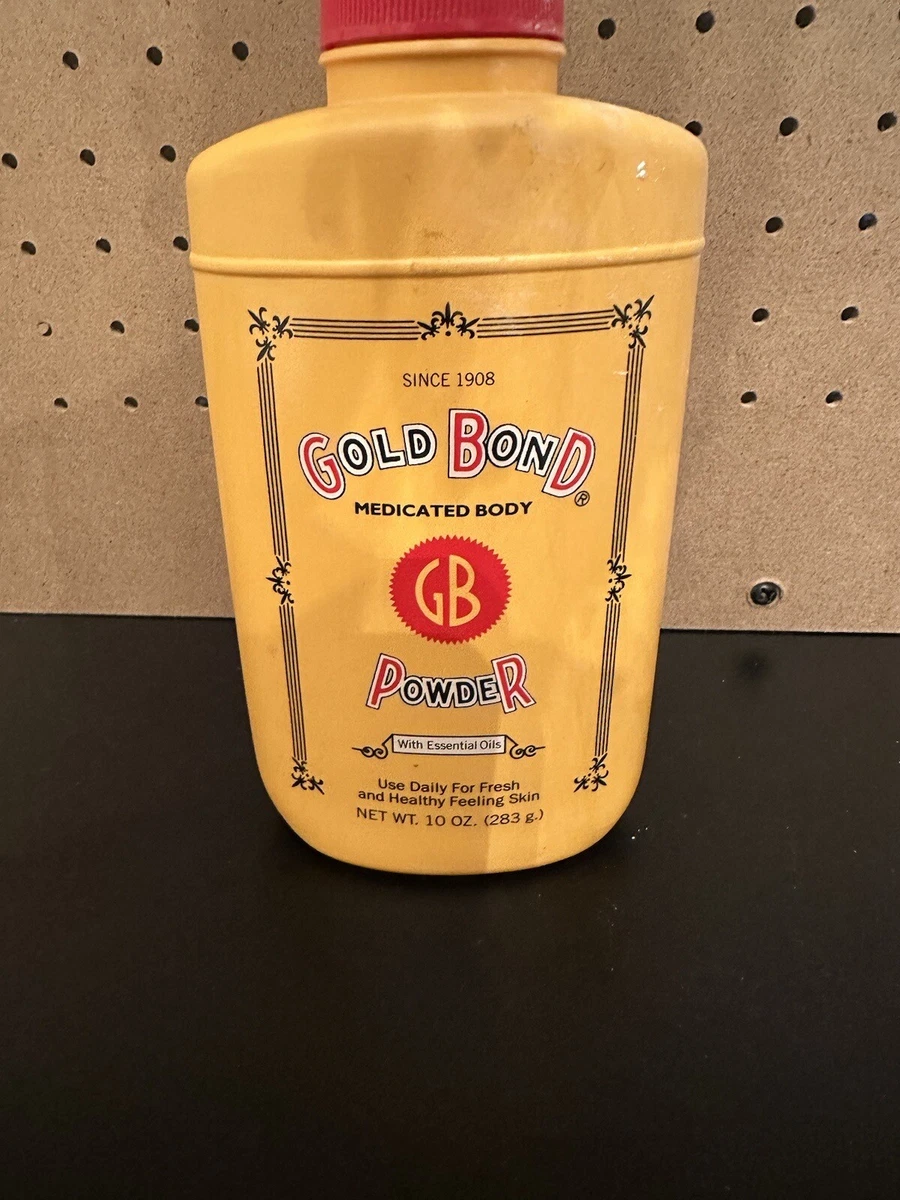 SINCE 1908
GOLD BOND®
MEDICATED BODY
GB
POWDER
With Essential Oils
Use Daily For Fresh
and Healthy Feeling Skin
NET WT. 10 OZ. (283 g.)